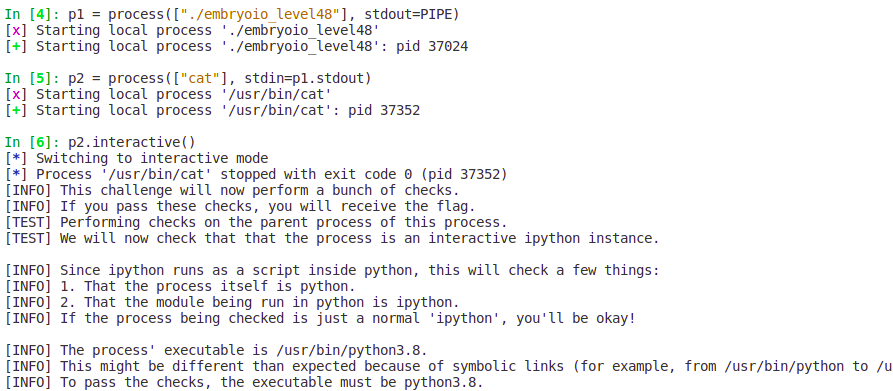 In [4]: p1 = process(["./embryoio_level48"], stdout=PIPE)
[x] Starting local process './embryoio_level48'
[+] Starting local process './embryoio_level48': pid 37024
In [5]: p2 = process(["cat"], stdin=p1.stdout)
[x] Starting local process '/usr/bin/cat'
[+] Starting local process '/usr/bin/cat': pid 37352
In [6]: p2.interactive()
[*] Switching to interactive mode
[*] Process '/usr/bin/cat' stopped with exit code 0 (pid 37352)
[INFO] This challenge will now perform a bunch of checks.
[INFO] If you pass these checks, you will receive the flag.
[TEST] Performing checks on the parent process of this process.
[TEST] We will now check that that the process is an interactive ipython instance.
[INFO] Since ipython runs as a script inside python, this will check a few things:
[INFO] 1. That the process itself is python.
[INFO] 2. That the module being run in python is ipython.
[INFO] If the process being checked is just a normal 'ipython', you'll be okay!
[INFO] The process' executable is /usr/bin/python3.8.
[INFO] This might be different than expected because of symbolic links (for example, from /usr/bin/python to /u
[INFO] To pass the checks, the executable must be python3.8.